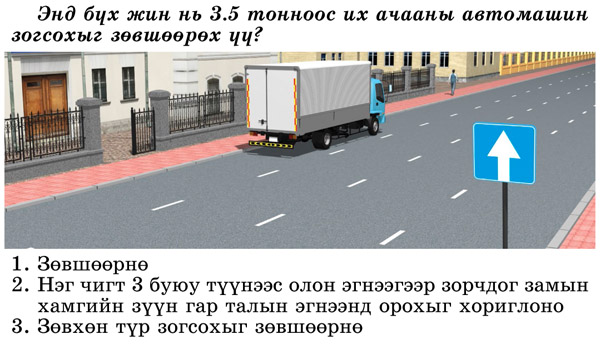 Энд бүх жин нь 3.5 тонноос их ачааны автомашин
зогсохыг зөвшөөрөх үү?
1. Зөвшөөрнө
2. Нэг чигт 3 буюу түүнээс олон эгнээгээр зорчдог замын
хамгийн зүүн гар талын эгнээнд орохыг хориглоно
3. Зөвхөн түр зогсохыг зөвшөөрнө